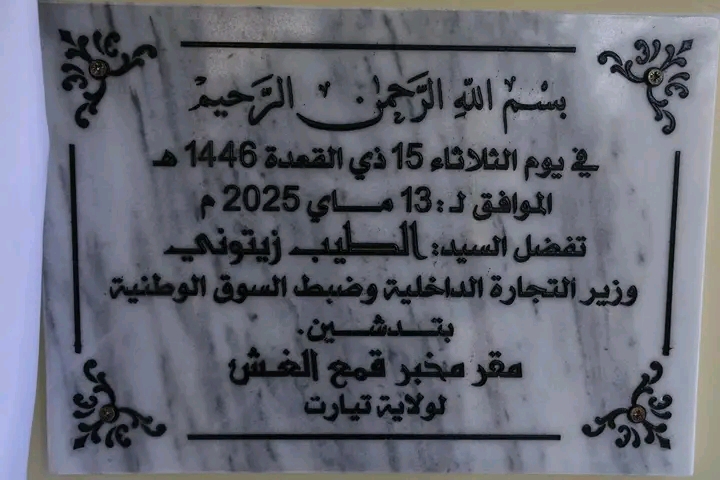 بسم الله الرحمن الرحيم
في يوم الثلاثاء 15 ذي القعدة 1446 هـ
الموافق لـ : 13 مـاي 2025 م
تفضل السيد: الطيب زيتوني
وزير التجارة الداخلية وضبط السوق الوطنية
بتدشين.
مقر مخبر قمع الغش
لولاية تيارت